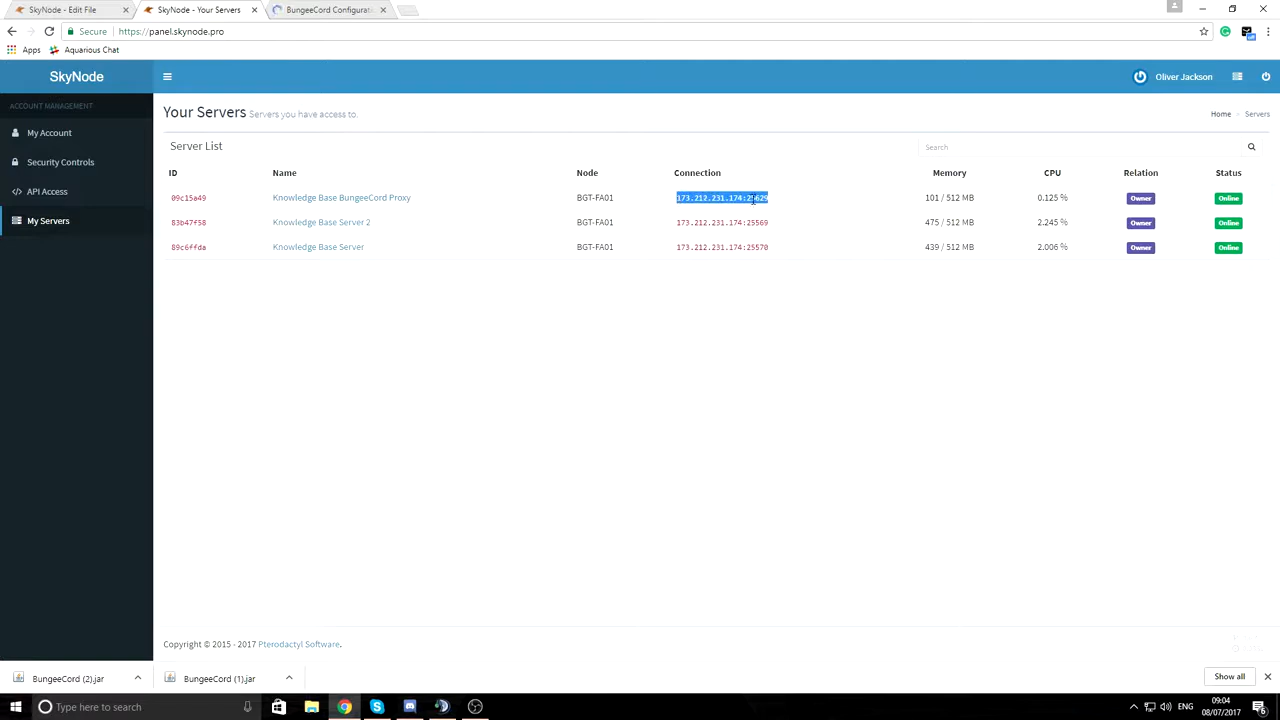 SkyNode - Edit File
SkyNode - Your Servers
BungeeCord Configurati
Secure
https://panel.skynode.pro
Apps
Aquarious Chat
SkyNode
Oliver Jackson
ACCOUNT MANAGEMENT
My Account
Security Controls
API Access
My Servers
Your Servers Servers you have access to.
Home
Servers
Server List
Search
ID Name Node Connection Memory CPU Relation Status
09c15a49 Knowledge Base BungeeCord Proxy BGT-FA01 173.212.231.174:25629 101 / 512 MB 0.125 % Owner Online
83b47f58 Knowledge Base Server 2 BGT-FA01 173.212.231.174:25569 475 / 512 MB 2.245 % Owner Online
89c6ffda Knowledge Base Server BGT-FA01 173.212.231.174:25570 439 / 512 MB 2.006 % Owner Online
Copyright © 2015 - 2017 Pterodactyl Software.
BungeeCord (2).jar
BungeeCord (1).jar
Show all
Type here to search
ENG
09:04
08/07/2017